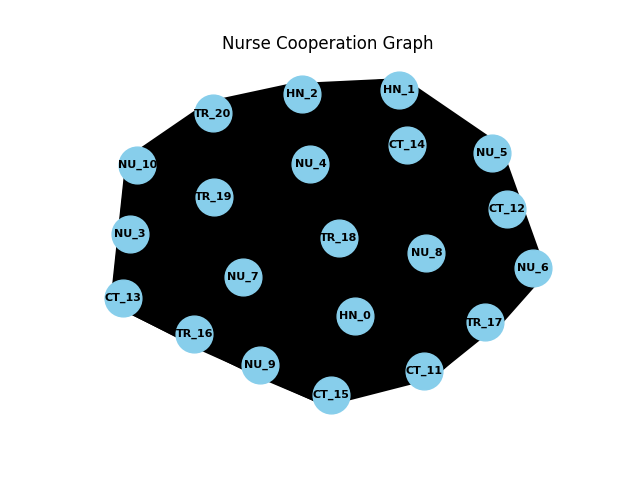 Nurse Cooperation Graph
HN_1
HN_2
TR_20
CT_14
NU_5
NU_4
NU_10
TR_19
CT_12
NU_3
TR_18
NU_8
NU_6
NU_7
CT_13
HN_0
TR_17
TR_16
NU_9
CT_11
CT_15